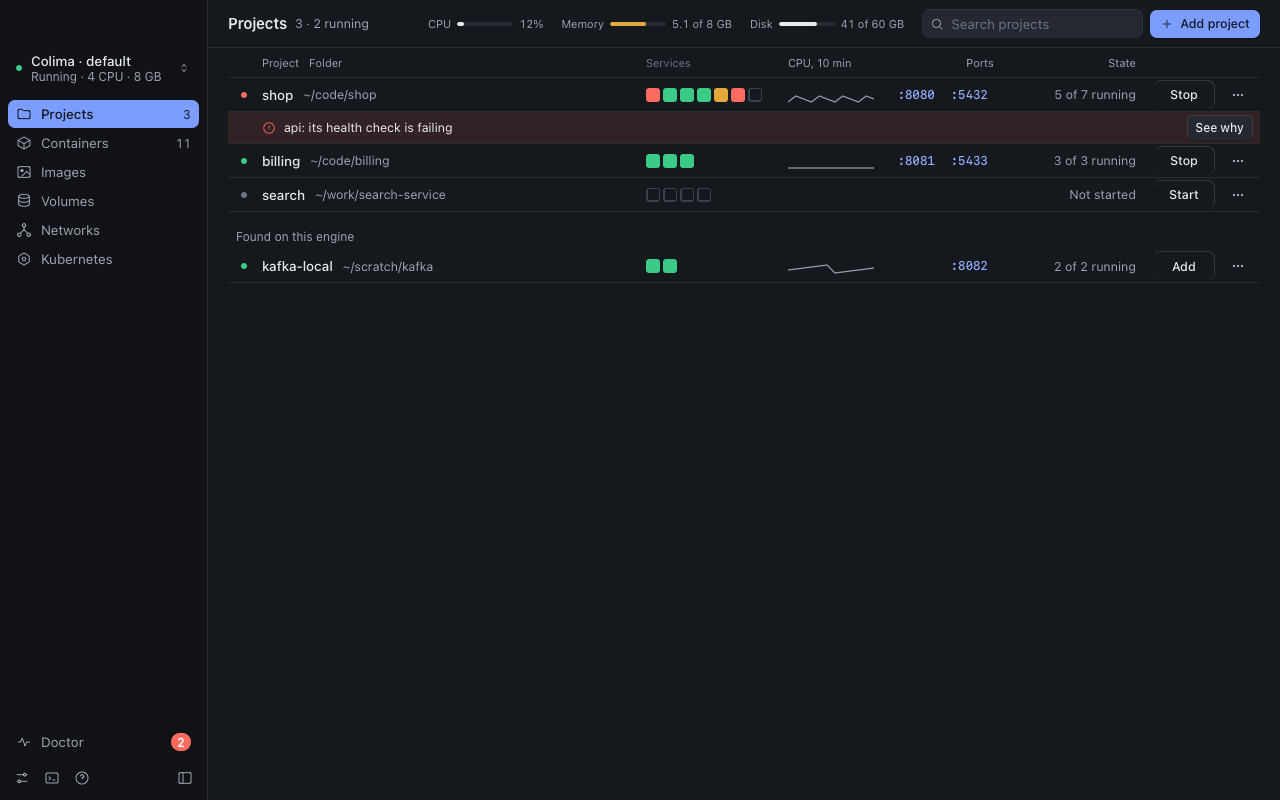 Colima · default
Running · 4 CPU · 8 GB
Projects 3
Containers 11
Images
Volumes
Networks
Kubernetes
Doctor 2
Projects 3 · 2 running
CPU 12% Memory 5.1 of 8 GB Disk 41 of 60 GB
Search projects
Add project
Project Folder Services CPU, 10 min Ports State
shop ~/code/shop :8080 :5432 5 of 7 running Stop
api: its health check is failing See why
billing ~/code/billing :8081 :5433 3 of 3 running Stop
search ~/work/search-service Not started Start
Found on this engine
kafka-local ~/scratch/kafka :8082 2 of 2 running Add